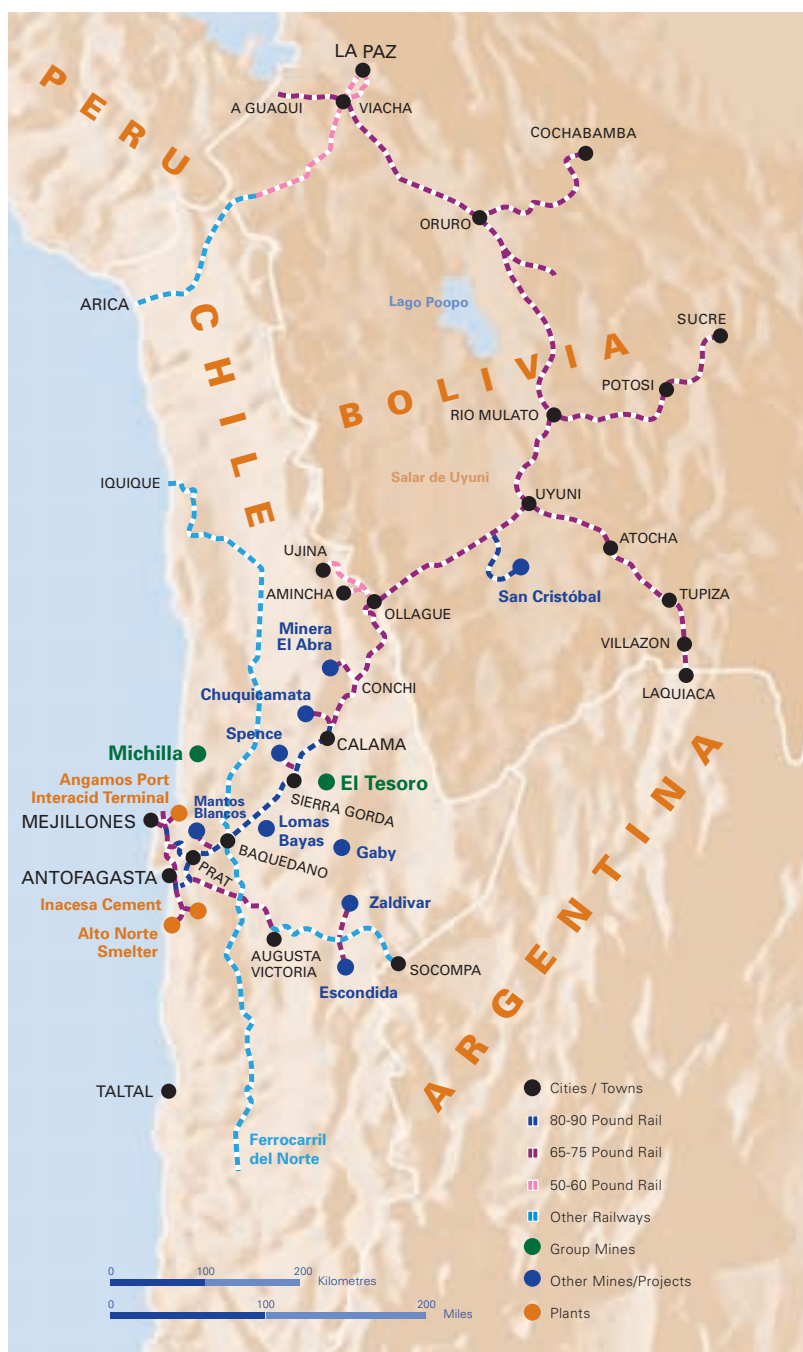 LA PAZ
PERU
A GUAQUI
VIACHA
COCHABAMBA
ORURO
ARICA
Lago Poopo
CHILE
SUCRE
BOLIVIA
POTOSI
RIO MULATO
IQUIQUE
Salar de Uyuni
UYUNI
ATOCHA
UJINA
AMINCHA
OLLAGUE
San Cristóbal
TUPIZA
Minera
El Abra
VILLAZON
CONCHI
LAQUIACA
Chuquicamata
Spence
CALAMA
Michilla
El Tesoro
Angamos Port
Interacid Terminal
SIERRA GORDA
Mantos
Blancos
MEJILLONES
Lomas
Bayas
Gaby
BAQUEDANO
PRAT
ANTOFAGASTA
Inacesa Cement
Zaldivar
Alto Norte
Smelter
AUGUSTA
VICTORIA
SOCOMPA
Escondida
ARGENTINA
TALTAL
Ferrocarril
del Norte
Cities / Towns
80-90 Pound Rail
65-75 Pound Rail
50-60 Pound Rail
Other Railways
Group Mines
Other Mines/Projects
Plants
0 100 200
Kilometres
0 100 200
Miles